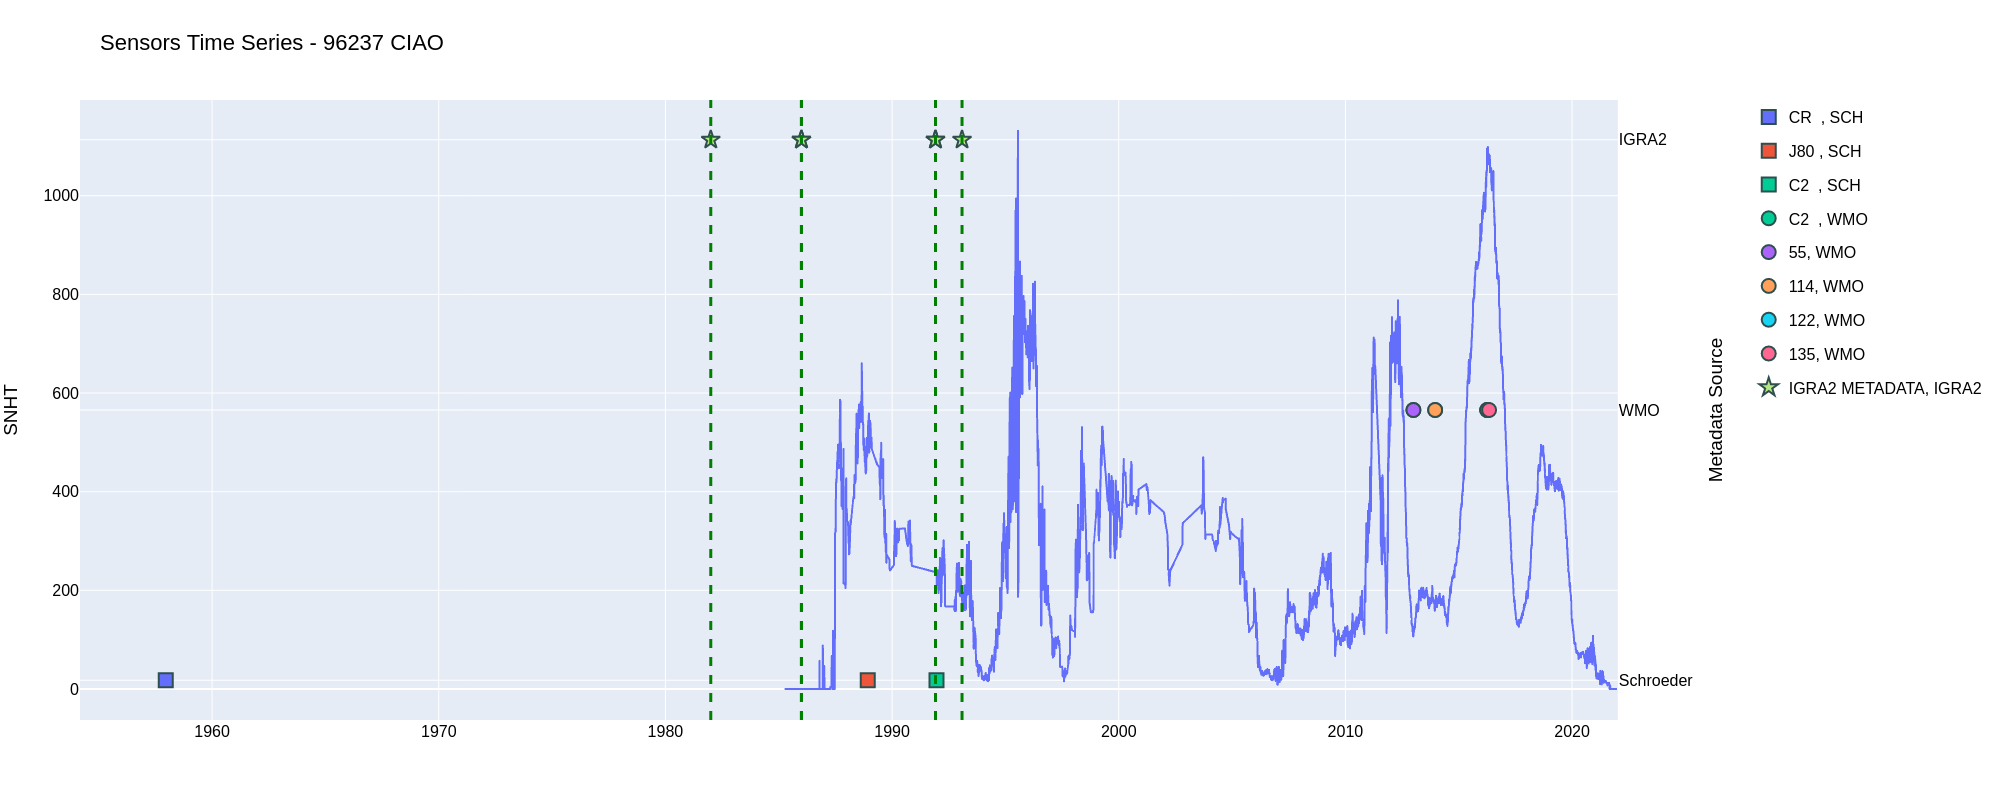 Sensors Time Series - 96237 CIAO
SNHT
1000
800
600
400
200
0
1960
1970
1980
1990
2000
2010
2020
IGRA2
WMO
Schroeder
Metadata Source
CR , SCH
J80 , SCH
C2 , SCH
C2 , WMO
55, WMO
114, WMO
122, WMO
135, WMO
IGRA2 METADATA, IGRA2